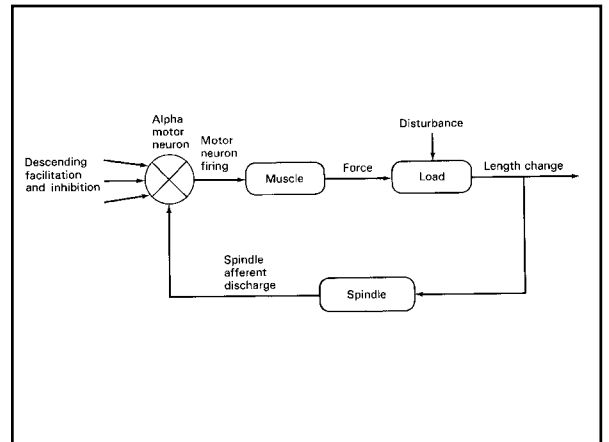 Alpha
motor
neuron
Motor
neuron
firing
Descending
facilitation
and inhibition
Muscle
Force
Disturbance
Load
Length change
Spindle
afferent
discharge
Spindle